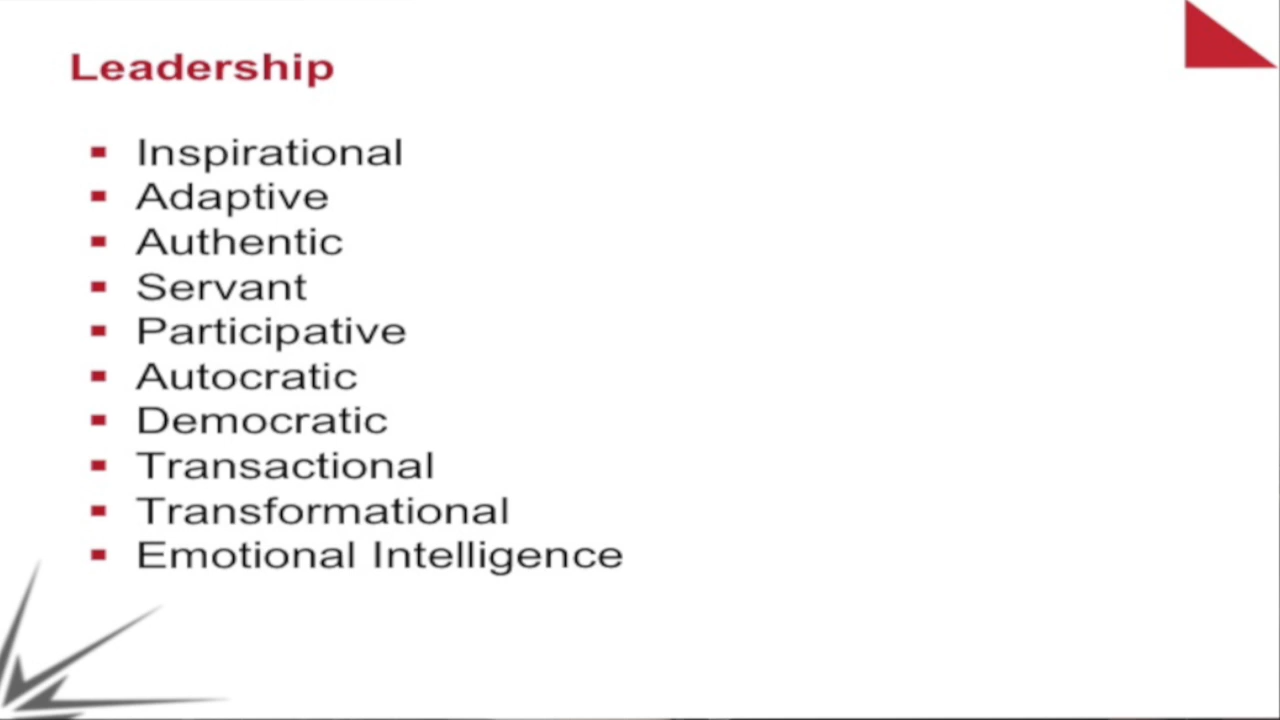 Leadership
Inspirational
Adaptive
Authentic
Servant
Participative
Autocratic
Democratic
Transactional
Transformational
Emotional Intelligence